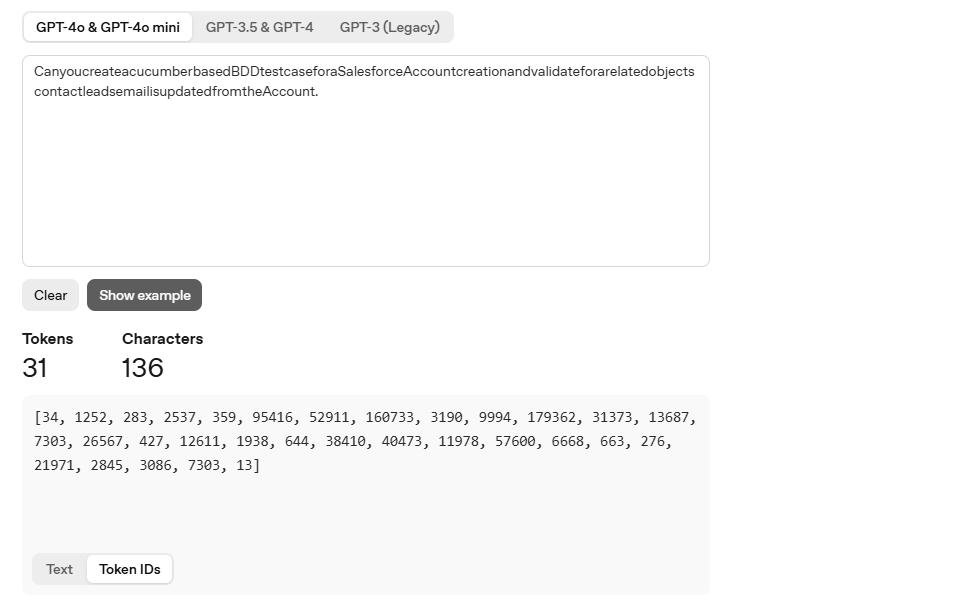 GPT-4o & GPT-4o mini GPT-3.5 & GPT-4 GPT-3 (Legacy)
CanyoucreateacucumberbasedBDDtestcaseforaSalesforceAccountcreationandvalidateforarelatedobjects
contactleadsemailisupdatedfromtheAccount.
Clear Show example
Tokens Characters
31 136
[34, 1252, 283, 2537, 359, 95416, 52911, 160733, 3190, 9994, 179362, 31373, 13687,
7303, 26567, 427, 12611, 1938, 644, 38410, 40473, 11978, 57600, 6668, 663, 276,
21971, 2845, 3086, 7303, 13]
Text Token IDs